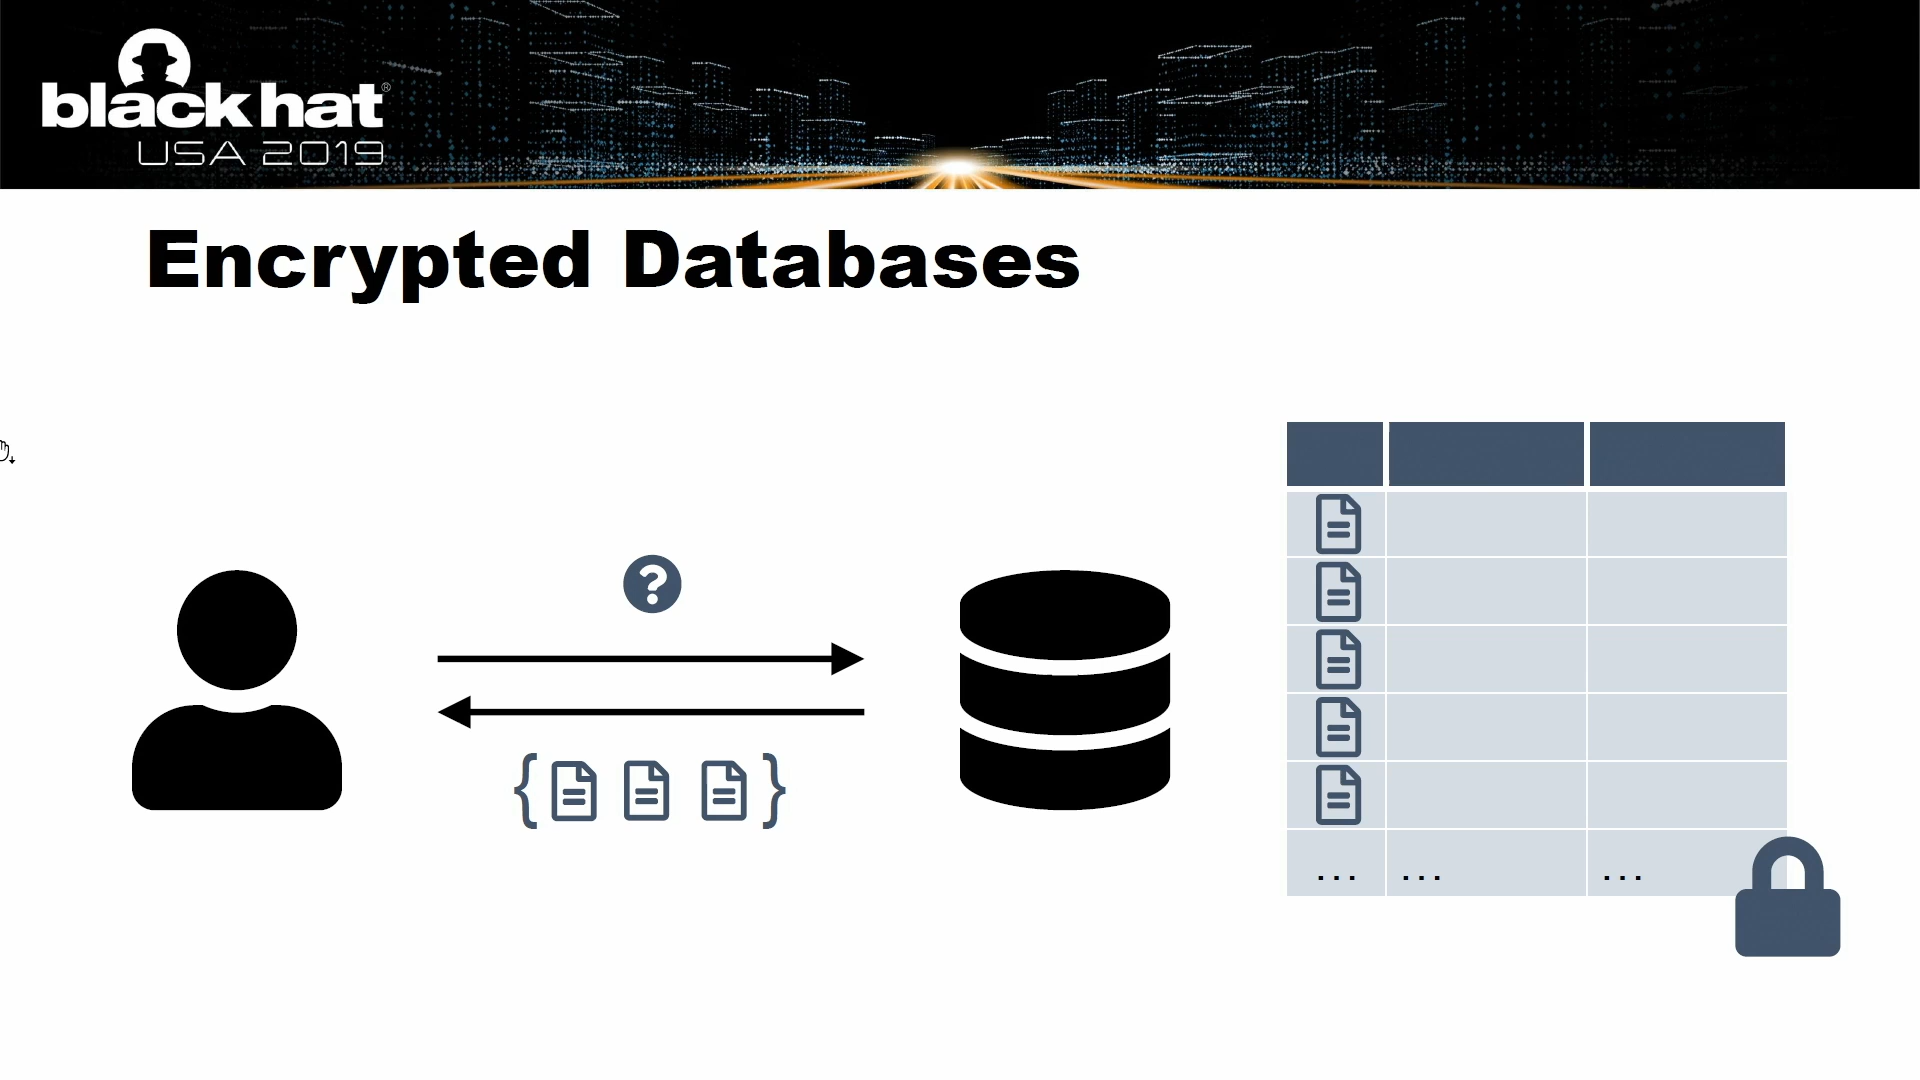 black hat®
USA 2019
Encrypted Databases
?
{ }
... ... ...